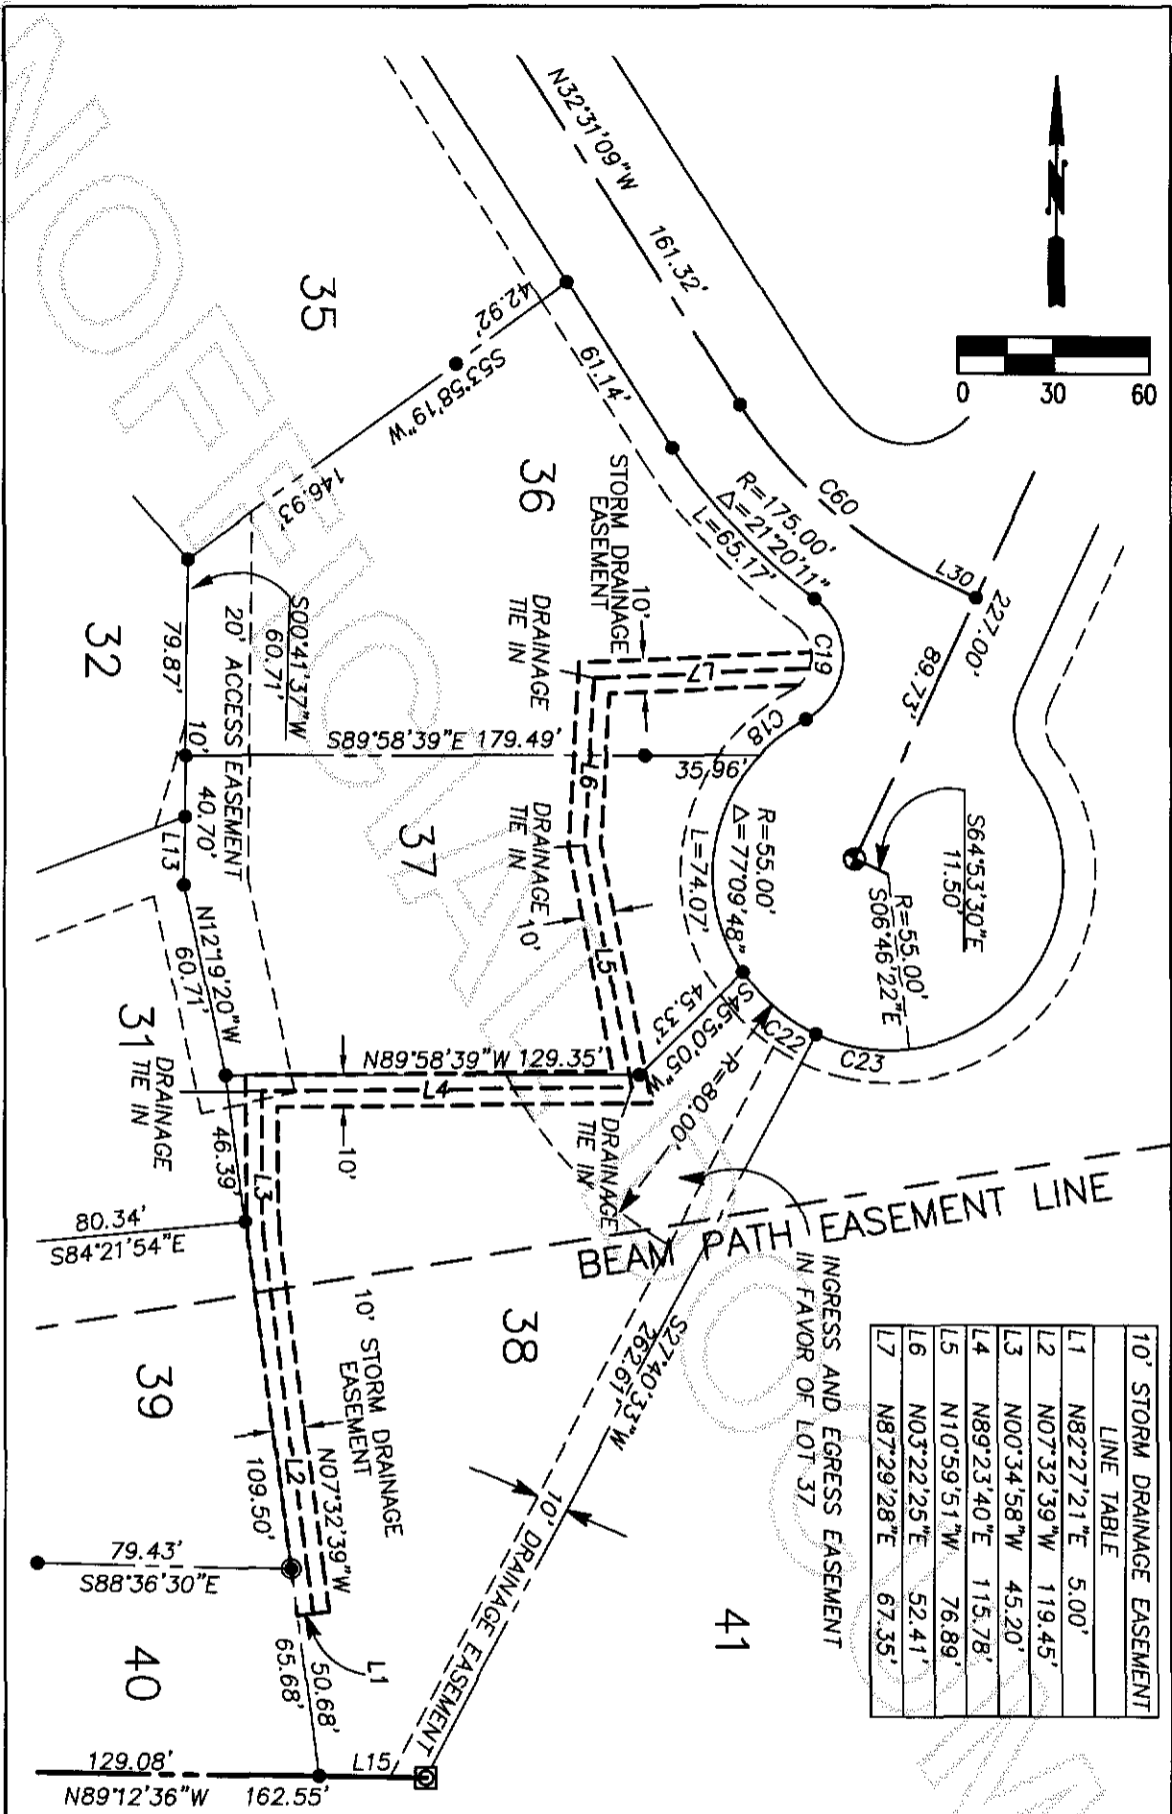 N
0 30 60
N32°31'09"W 161.32'
C60
L30
227.00'
89.73'
S64°53'30"E
11.50'
R=55.00'
S06°46'22"E
35
42.92'
S53°58'19"W
146.93'
61.14'
R=175.00'
Δ=21°20'11"
L=65.17'
C19
C18
36
STORM DRAINAGE
EASEMENT
10'
L7
DRAINAGE
TIE IN
L6
S89°58'39"E 179.49'
35.96'
R=55.00'
Δ=77°09'48"
L=74.07'
S00°41'37"W
60.71'
20' ACCESS EASEMENT
32
79.87'
10'
40.70'
L13
N12°19'20"W
60.71'
37
DRAINAGE
TIE IN
10'
L5
45.33'
S45°50'05"W
C22
C23
R=80.00'
N89°58'39"W 129.35'
L4
10'
31
DRAINAGE
TIE IN
46.39'
L3
DRAINAGE
TIE IN
80.34'
S84°21'54"E
BEAM PATH EASEMENT LINE
INGRESS AND EGRESS EASEMENT
IN FAVOR OF LOT 37
38
S27°40'33"W
262.61'
10' DRAINAGE EASEMENT
39
10' STORM DRAINAGE
EASEMENT
N07°32'39"W
L2
109.50'
79.43'
S88°36'30"E
L1
50.68'
65.68'
40
41
129.08'
L15
N89°12'36"W 162.55'
10' STORM DRAINAGE EASEMENT
LINE TABLE
L1 N82°27'21"E 5.00'
L2 N07°32'39"W 119.45'
L3 N00°34'58"W 45.20'
L4 N89°23'40"E 115.78'
L5 N10°59'51"W 76.89'
L6 N03°22'25"E 52.41'
L7 N87°29'28"E 67.35'